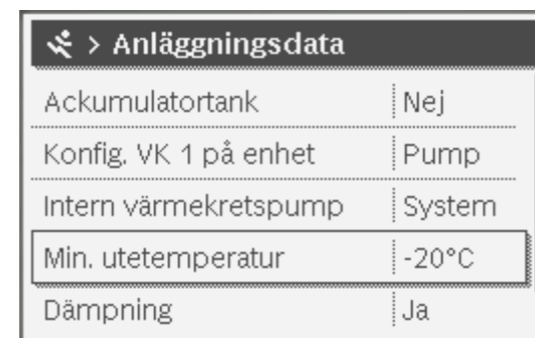 > Anläggningsdata
Ackumulatortank Nej
Konfig. VK 1 på enhet Pump
Intern värmekretspump System
Min. utetemperatur -20°C
Dämpning Ja